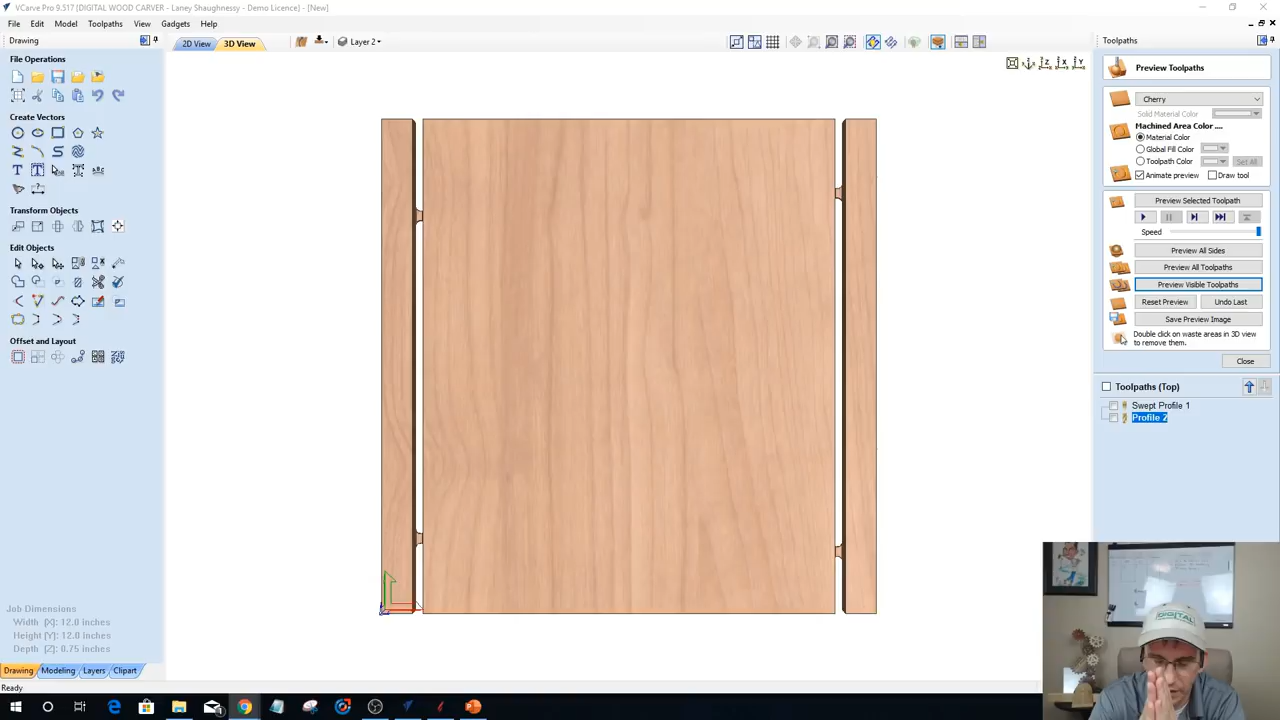 VCarve Pro 9.517 {DIGITAL WOOD CARVER - Laney Shaughnessy - Demo Licence} - [New]
File Edit Model Toolpaths View Gadgets Help
Drawing
2D View 3D View Layer 2
Toolpaths
File Operations
Create Vectors
Transform Objects
Edit Objects
Offset and Layout
Job Dimensions
Width (X): 12.0 inches
Height (Y): 12.0 inches
Depth (Z): 0.75 inches
Drawing Modeling Layers Clipart
Ready
Z X Y
Preview Toolpaths
Cherry
Solid Material Color
Machined Area Color ....
Material Color
Global Fill Color
Toolpath Color Set All
Animate preview Draw tool
Preview Selected Toolpath
Speed
Preview All Sides
Preview All Toolpaths
Preview Visible Toolpaths
Reset Preview Undo Last
Save Preview Image
Double click on waste areas in 3D view
to remove them.
Close
Toolpaths (Top)
Swept Profile 1
Profile 2
DIGITAL